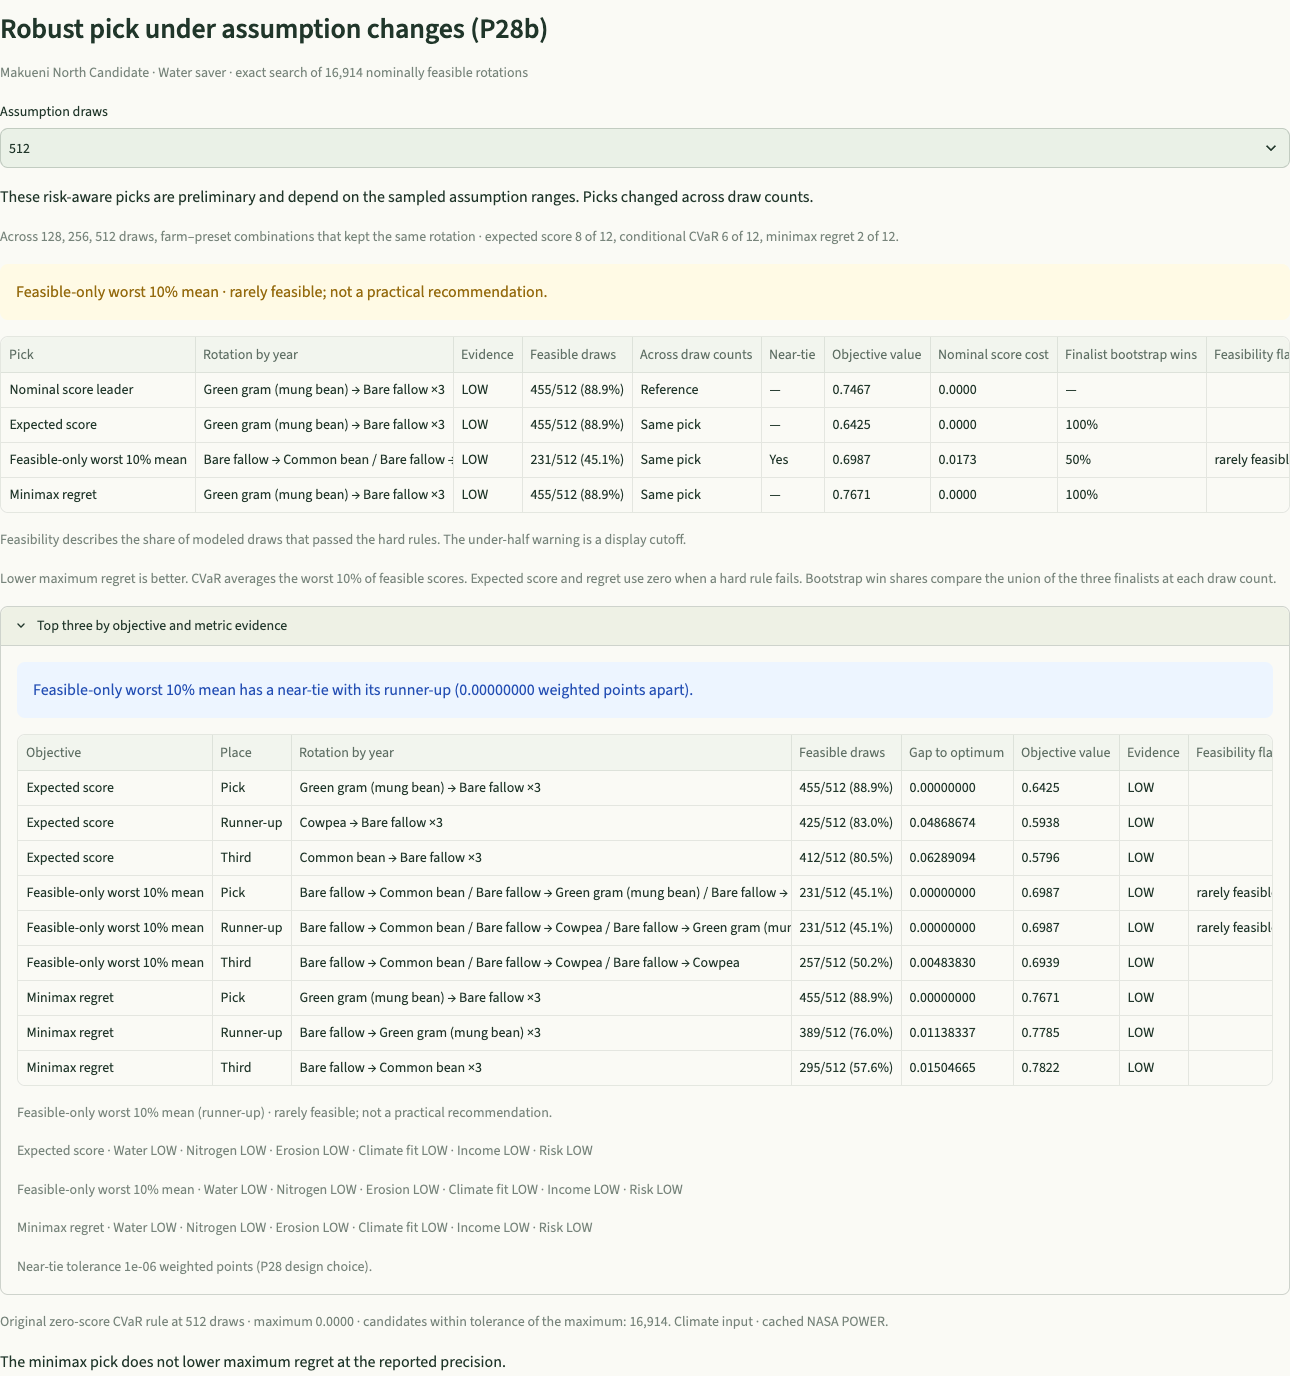 Robust pick under assumption changes (P28b)
Makueni North Candidate · Water saver · exact search of 16,914 nominally feasible rotations
Assumption draws
512
These risk-aware picks are preliminary and depend on the sampled assumption ranges. Picks changed across draw counts.
Across 128, 256, 512 draws, farm–preset combinations that kept the same rotation · expected score 8 of 12, conditional CVaR 6 of 12, minimax regret 2 of 12.
Feasible-only worst 10% mean · rarely feasible; not a practical recommendation.
Pick Rotation by year Evidence Feasible draws Across draw counts Near-tie Objective value Nominal score cost Finalist bootstrap wins Feasibility fla
Nominal score leader Green gram (mung bean) → Bare fallow ×3 LOW 455/512 (88.9%) Reference — 0.7467 0.0000 —
Expected score Green gram (mung bean) → Bare fallow ×3 LOW 455/512 (88.9%) Same pick — 0.6425 0.0000 100%
Feasible-only worst 10% mean Bare fallow → Common bean / Bare fallow → LOW 231/512 (45.1%) Same pick Yes 0.6987 0.0173 50% rarely feasibl
Minimax regret Green gram (mung bean) → Bare fallow ×3 LOW 455/512 (88.9%) Same pick — 0.7671 0.0000 100%
Feasibility describes the share of modeled draws that passed the hard rules. The under-half warning is a display cutoff.
Lower maximum regret is better. CVaR averages the worst 10% of feasible scores. Expected score and regret use zero when a hard rule fails. Bootstrap win shares compare the union of the three finalists at each draw count.
Top three by objective and metric evidence
Feasible-only worst 10% mean has a near-tie with its runner-up (0.00000000 weighted points apart).
Objective Place Rotation by year Feasible draws Gap to optimum Objective value Evidence Feasibility fla
Expected score Pick Green gram (mung bean) → Bare fallow ×3 455/512 (88.9%) 0.00000000 0.6425 LOW
Expected score Runner-up Cowpea → Bare fallow ×3 425/512 (83.0%) 0.04868674 0.5938 LOW
Expected score Third Common bean → Bare fallow ×3 412/512 (80.5%) 0.06289094 0.5796 LOW
Feasible-only worst 10% mean Pick Bare fallow → Common bean / Bare fallow → Green gram (mung bean) / Bare fallow → 231/512 (45.1%) 0.00000000 0.6987 LOW rarely feasibl
Feasible-only worst 10% mean Runner-up Bare fallow → Common bean / Bare fallow → Cowpea / Bare fallow → Green gram (mur 231/512 (45.1%) 0.00000000 0.6987 LOW rarely feasibl
Feasible-only worst 10% mean Third Bare fallow → Common bean / Bare fallow → Cowpea / Bare fallow → Cowpea 257/512 (50.2%) 0.00483830 0.6939 LOW
Minimax regret Pick Green gram (mung bean) → Bare fallow ×3 455/512 (88.9%) 0.00000000 0.7671 LOW
Minimax regret Runner-up Bare fallow → Green gram (mung bean) ×3 389/512 (76.0%) 0.01138337 0.7785 LOW
Minimax regret Third Bare fallow → Common bean ×3 295/512 (57.6%) 0.01504665 0.7822 LOW
Feasible-only worst 10% mean (runner-up) · rarely feasible; not a practical recommendation.
Expected score · Water LOW · Nitrogen LOW · Erosion LOW · Climate fit LOW · Income LOW · Risk LOW
Feasible-only worst 10% mean · Water LOW · Nitrogen LOW · Erosion LOW · Climate fit LOW · Income LOW · Risk LOW
Minimax regret · Water LOW · Nitrogen LOW · Erosion LOW · Climate fit LOW · Income LOW · Risk LOW
Near-tie tolerance 1e-06 weighted points (P28 design choice).
Original zero-score CVaR rule at 512 draws · maximum 0.0000 · candidates within tolerance of the maximum: 16,914. Climate input · cached NASA POWER.
The minimax pick does not lower maximum regret at the reported precision.